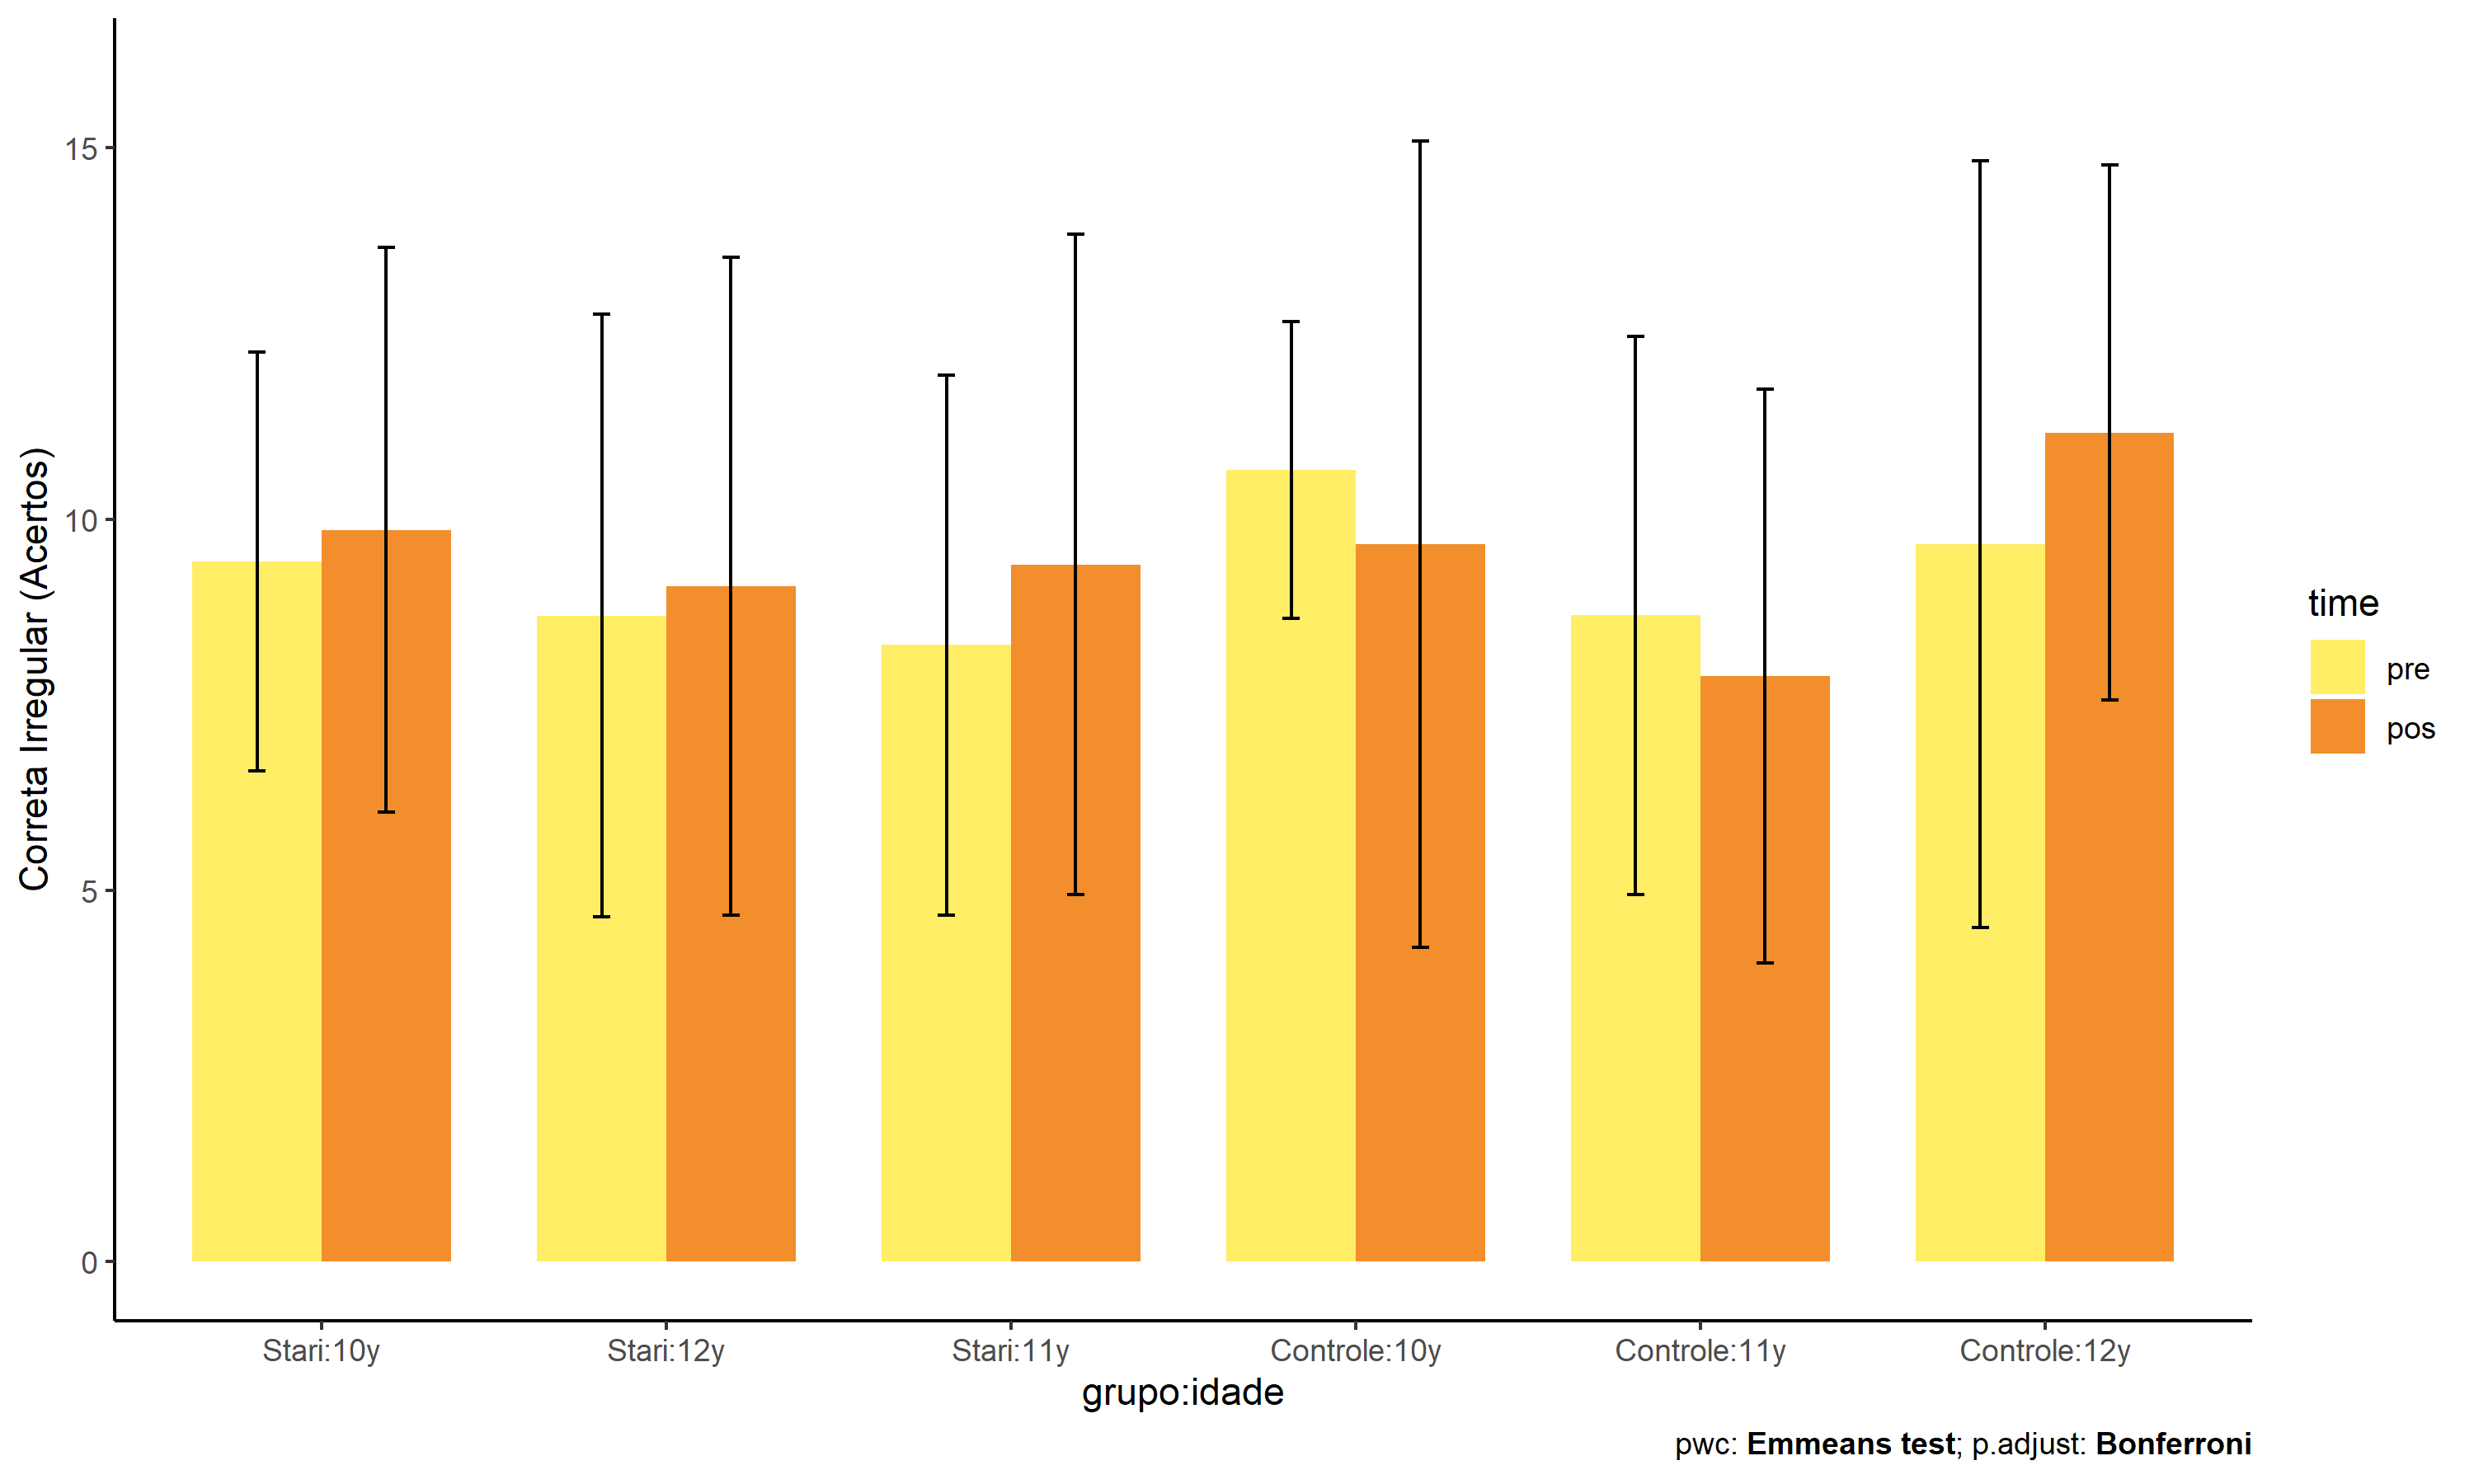 Correta Irregular (Acertos)
15
10
5
0
Stari:10y
Stari:12y
Stari:11y
Controle:10y
Controle:11y
Controle:12y
grupo:idade
time
pre
pos
pwc: Emmeans test; p.adjust: Bonferroni